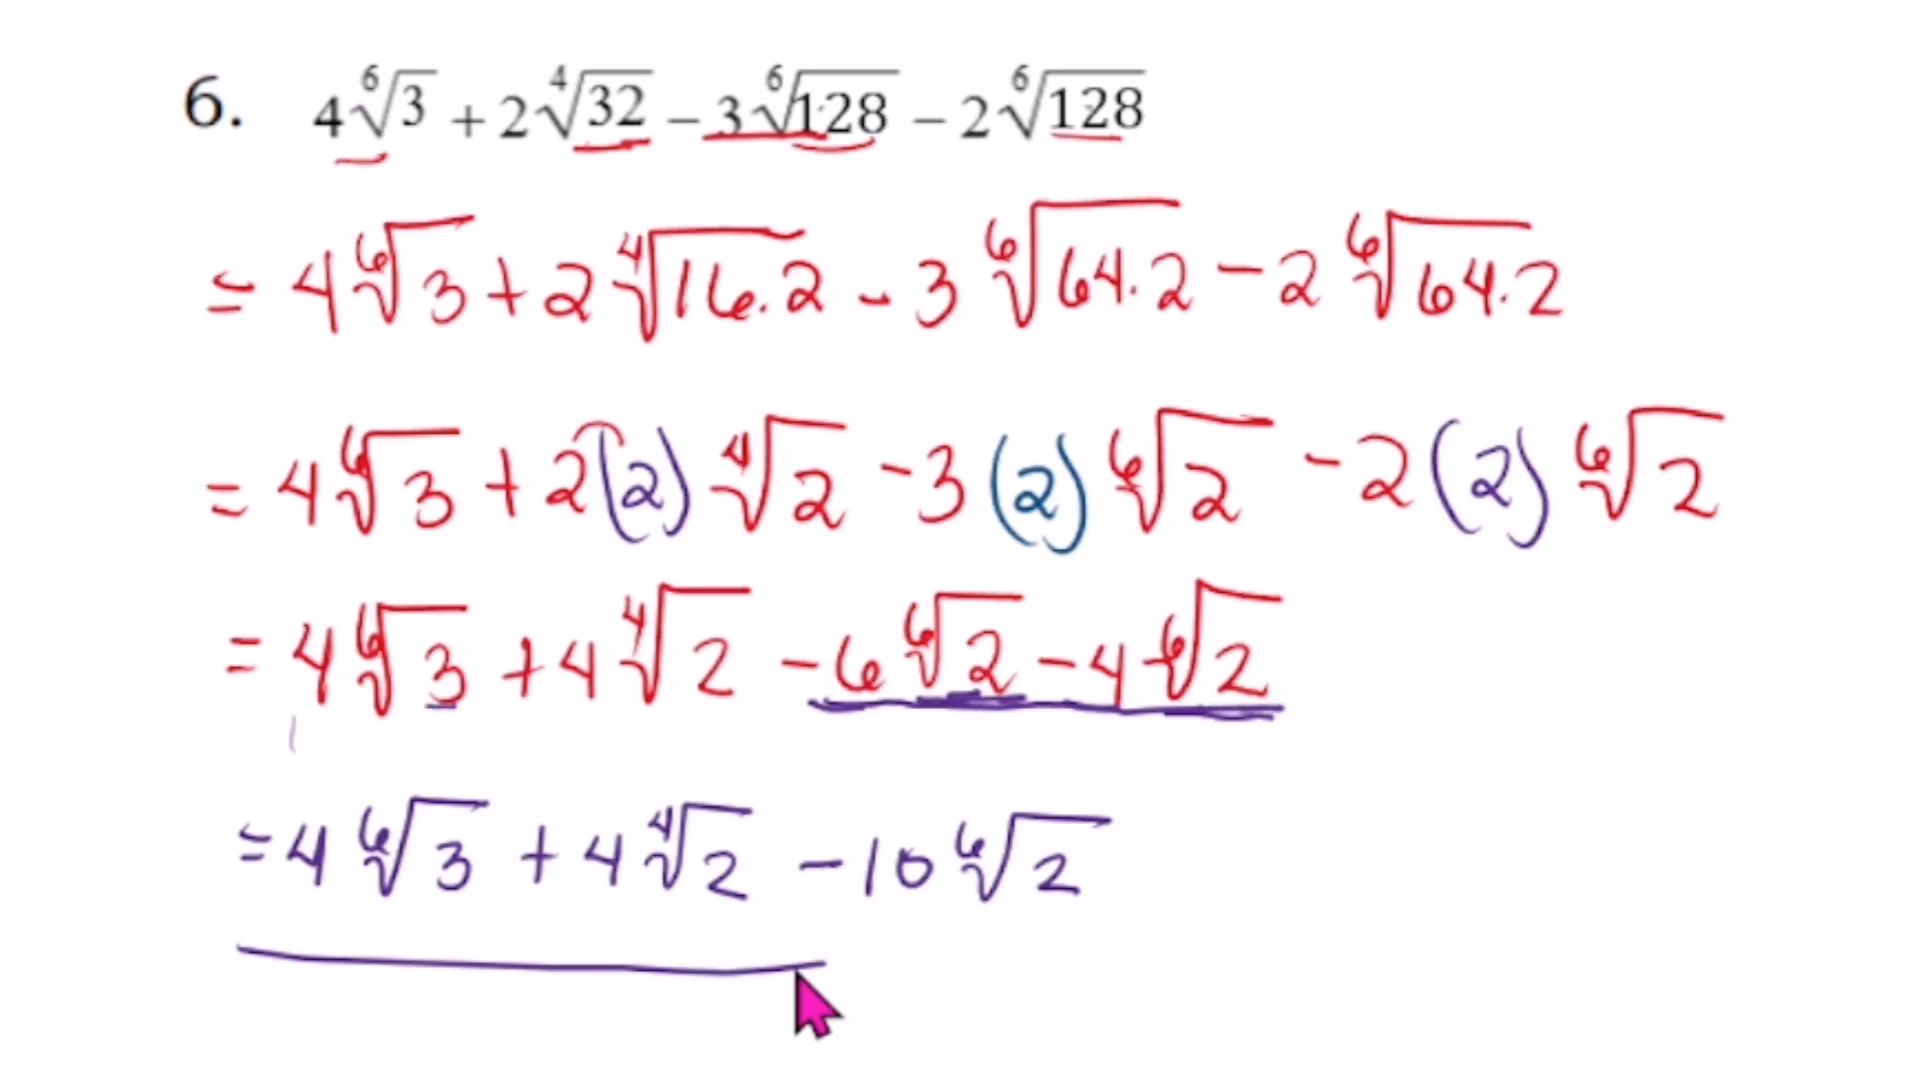 6. 4⁶√3 + 2⁴√32 – 3⁶√128 – 2⁶√128
= 4⁶√3 + 2⁴√16.2 - 3⁶√64.2 - 2⁶√64.2
= 4⁶√3 + 2(2)⁴√2 - 3(2)⁶√2 - 2(2)⁶√2
= 4⁶√3 + 4⁴√2 - 6⁶√2 - 4⁶√2
= 4⁶√3 + 4⁴√2 - 10⁶√2